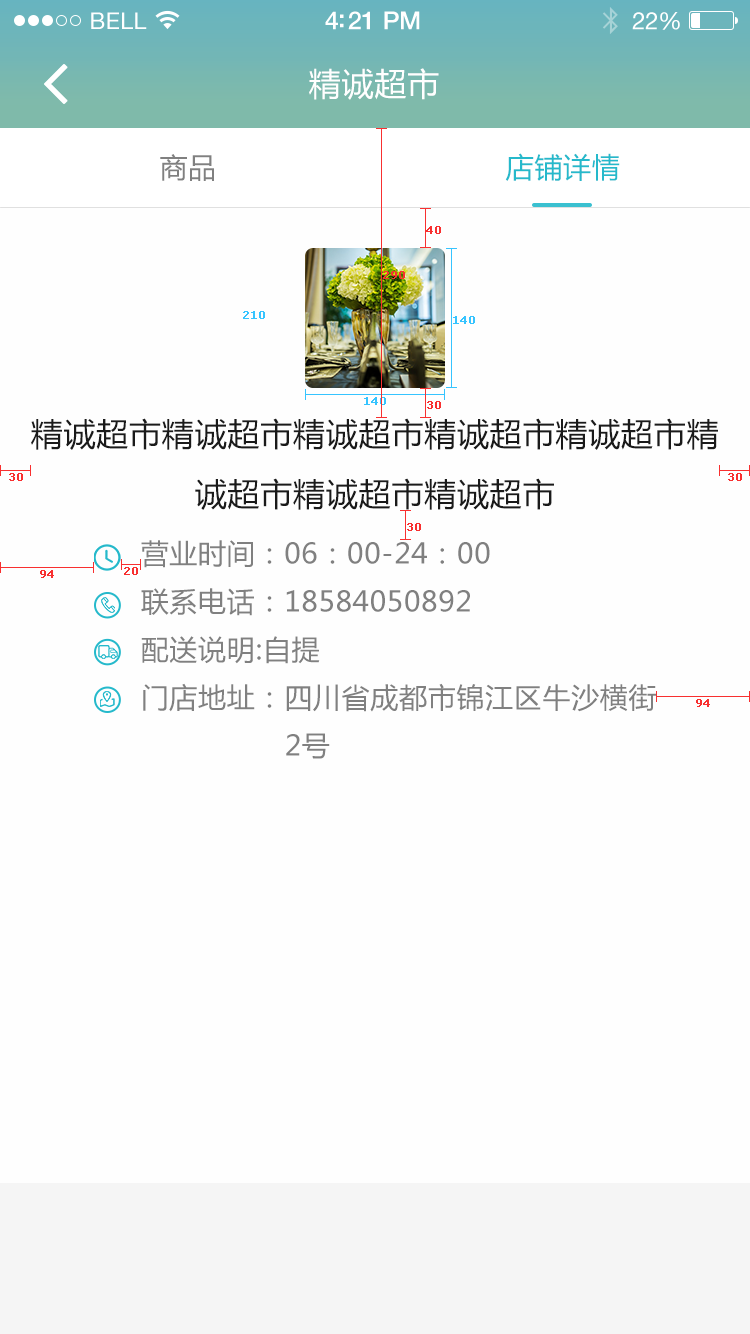 BELL 4:21 PM 22%
精诚超市
商品 店铺详情
40
290
210
140
140
30
精诚超市精诚超市精诚超市精诚超市精诚超市精
30 30
诚超市精诚超市精诚超市
30
营业时间：06：00-24：00
94 20
联系电话：18584050892
配送说明:自提
门店地址：四川省成都市锦江区牛沙横街
94
2号